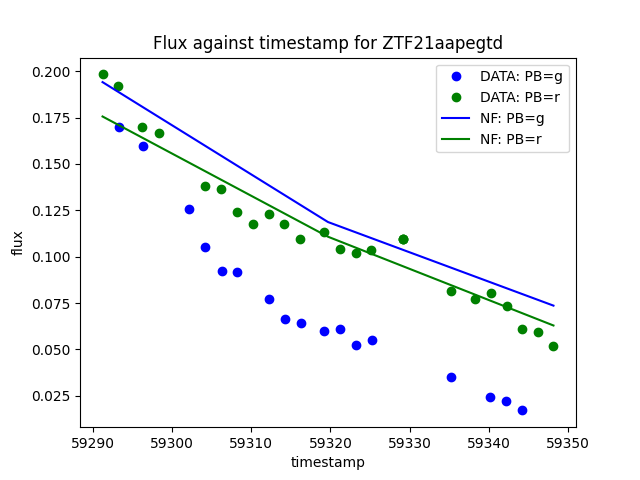 Flux against timestamp for ZTF21aapegtd
DATA: PB=g
DATA: PB=r
NF: PB=g
NF: PB=r
flux
0.200
0.175
0.150
0.125
0.100
0.075
0.050
0.025
59290 59300 59310 59320 59330 59340 59350
timestamp